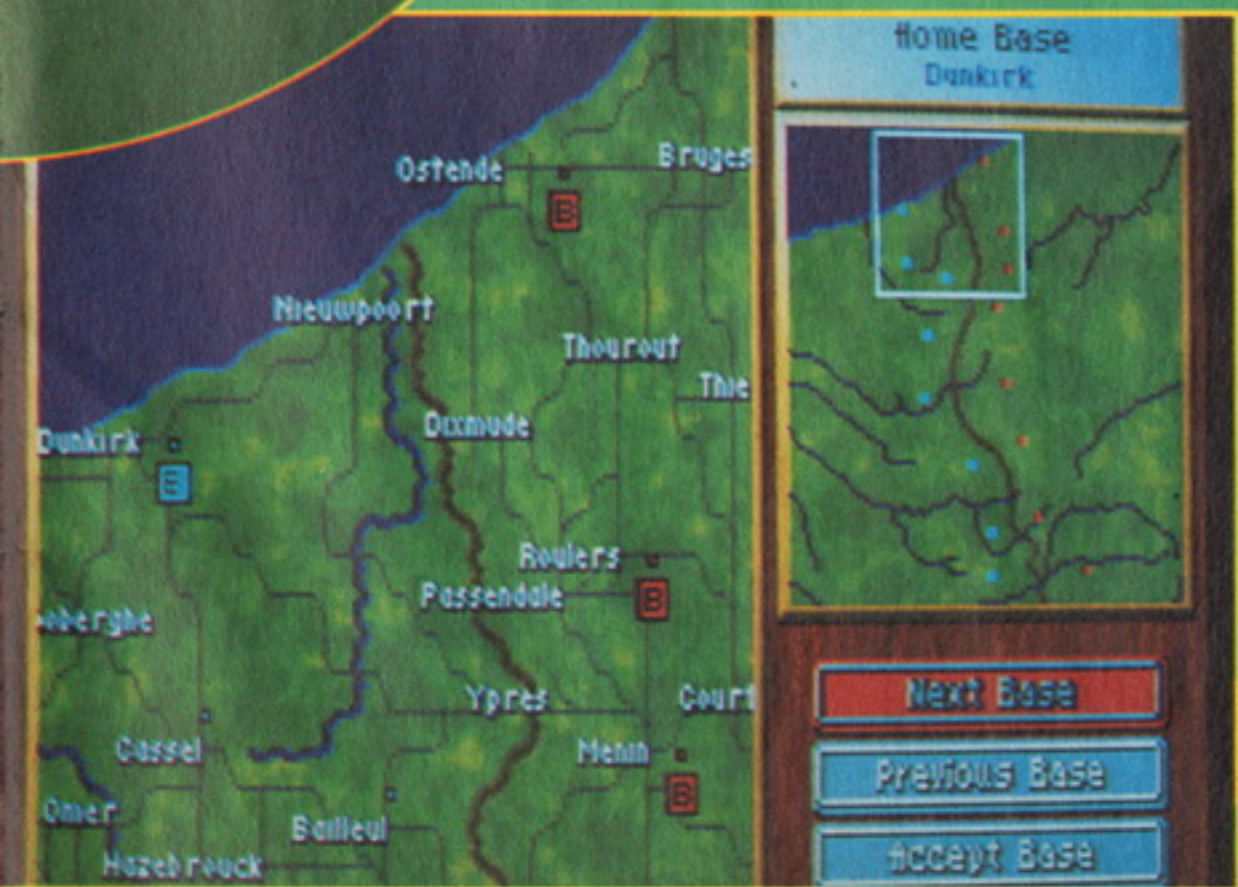 Home Base
Dunkirk
Ostende
Bruges
B
Nieuwpoort
Thourout
Thie
Dixmude
Dunkirk
Roulers
Passendale
B
oberghe
Ypres
Court
Cassel
Menin
B
Omer
Bailleul
Hazebrouck
Next Base
Previous Base
Accept Base